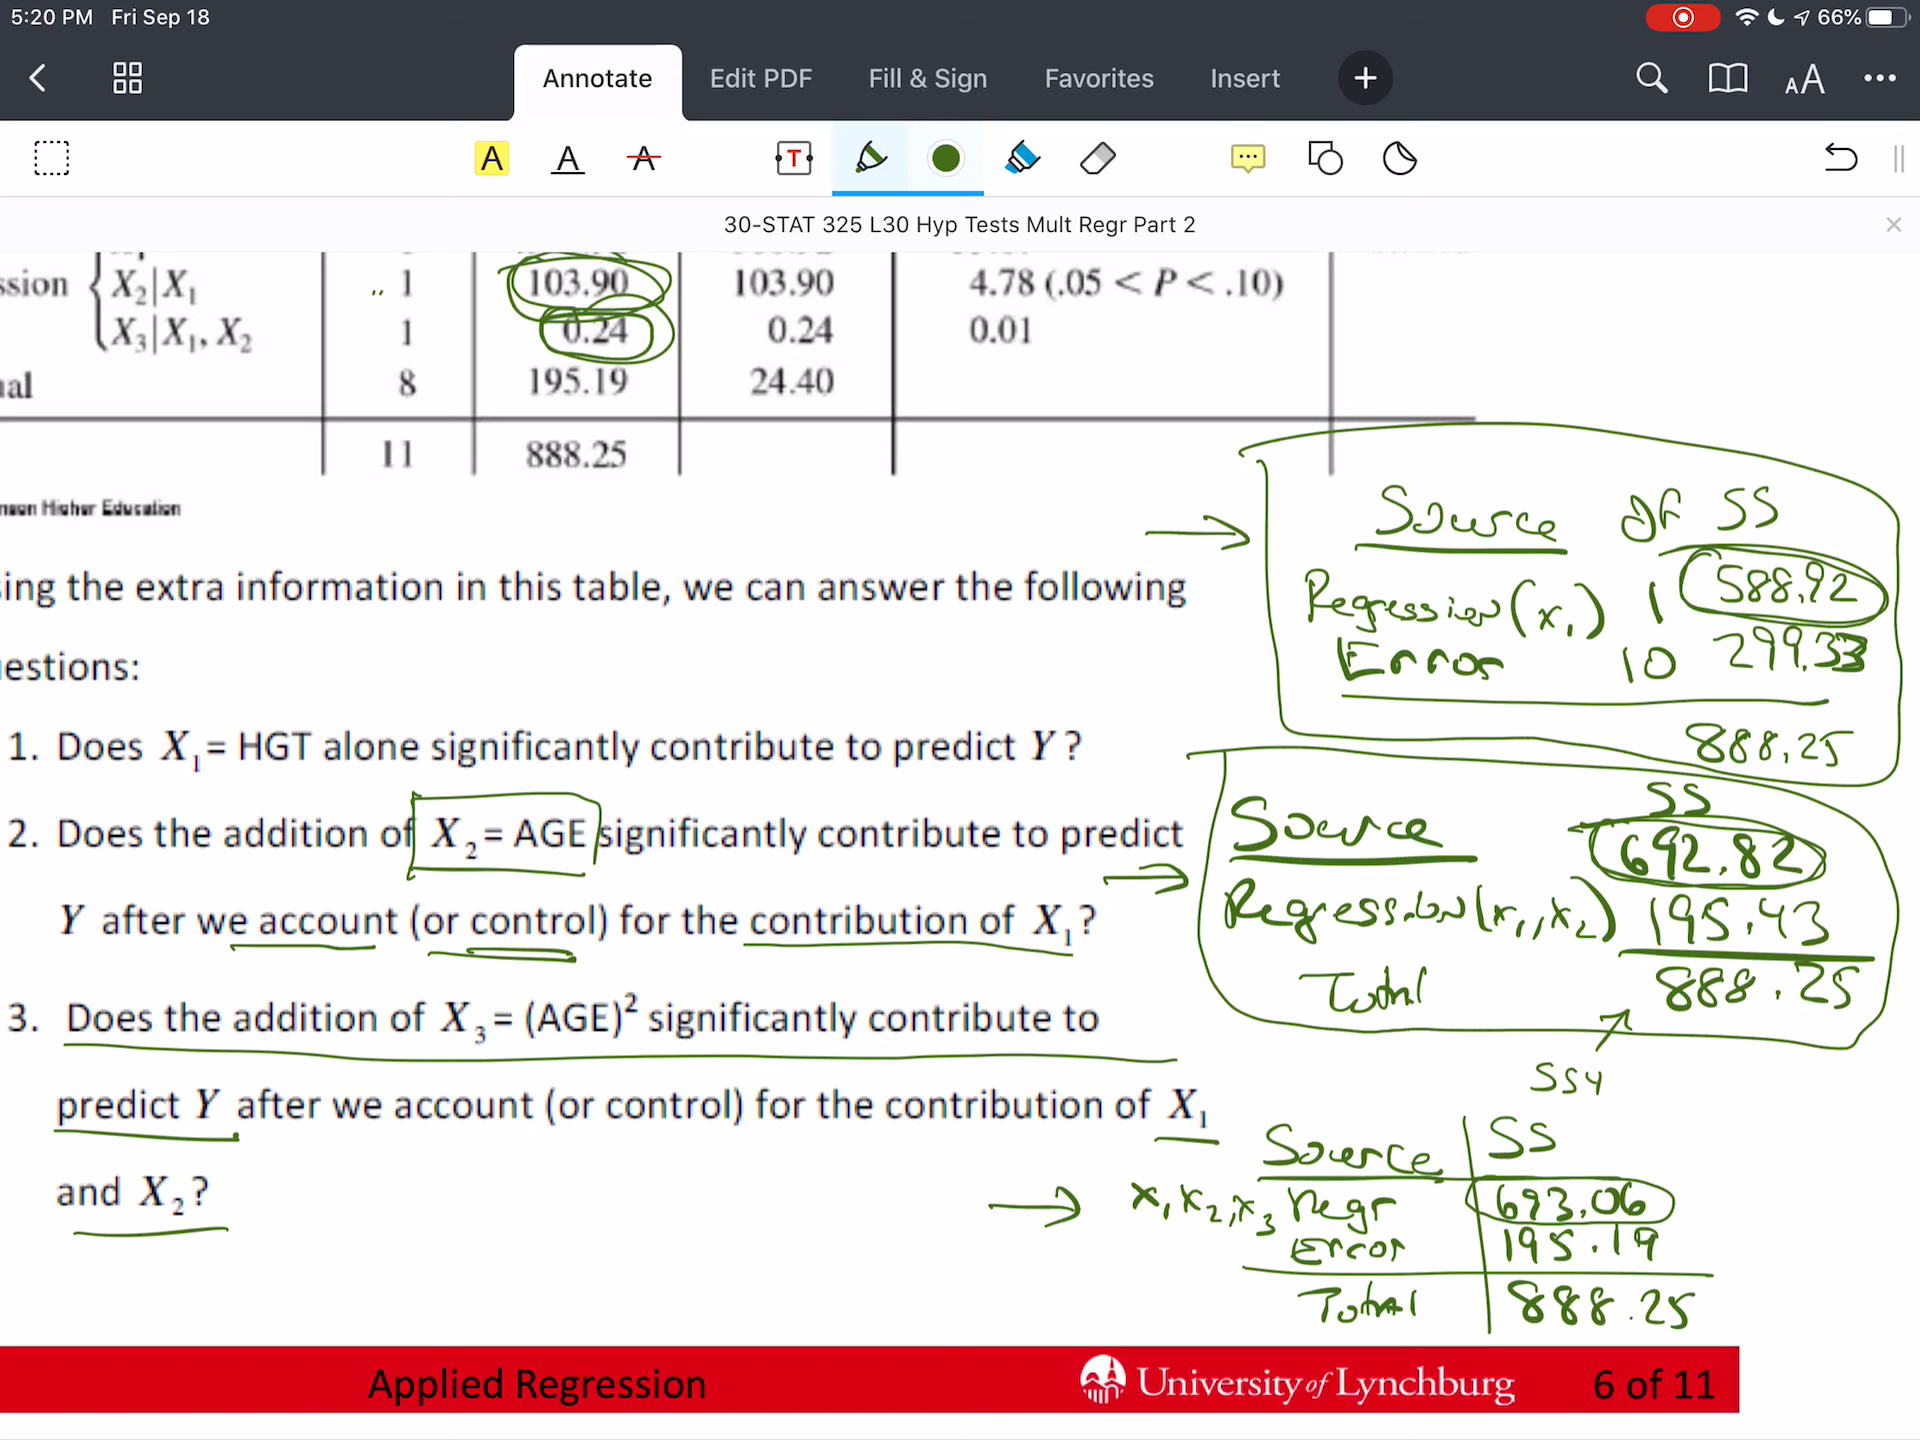 5:20 PM Fri Sep 18
66%
Annotate Edit PDF Fill & Sign Favorites Insert
AA
A A A T
30-STAT 325 L30 Hyp Tests Mult Regr Part 2
ssion X₂|X₁ 1 103.90 103.90 4.78 (.05 < P < .10)
X₃|X₁, X₂ 1 0.24 0.24 0.01
al 8 195.19 24.40
11 888.25
Higher Education
ing the extra information in this table, we can answer the following
estions:
1. Does X₁= HGT alone significantly contribute to predict Y?
2. Does the addition of X₂= AGE significantly contribute to predict
Y after we account (or control) for the contribution of X₁?
3. Does the addition of X₃= (AGE)² significantly contribute to
predict Y after we account (or control) for the contribution of X₁
and X₂?
Source df SS
Regression (x₁) 1 588.92
Error 10 299.33
888.25
Source SS
692.82
Regression (x₁, x₂) 195.43
Total 888.25
SSY
Source SS
x₁, x₂, x₃ Regr 693.06
Error 195.19
Total 888.25
Applied Regression
University of Lynchburg
6 of 11